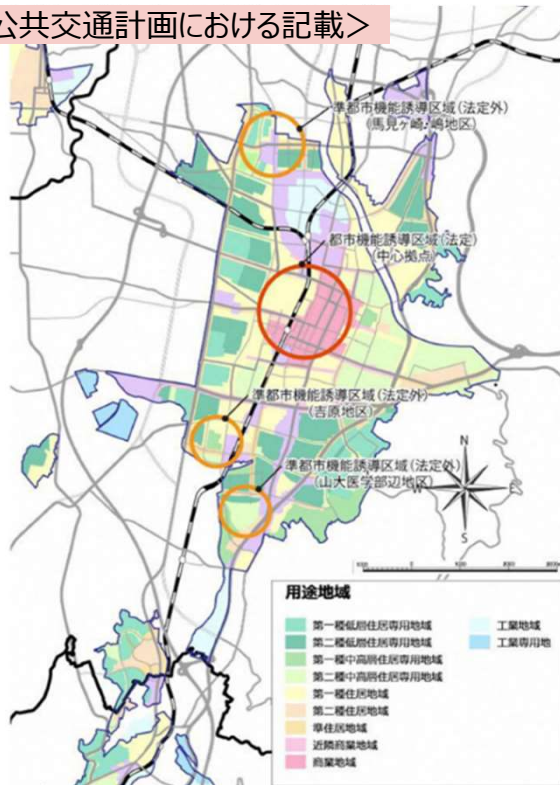 公共交通計画における記載＞
準都市機能誘導区域(法定外)
(馬見ヶ崎・嶋地区)
都市機能誘導区域(法定)
(中心拠点)
準都市機能誘導区域(法定外)
(吉原地区)
準都市機能誘導区域(法定外)
(山大医学部辺地区)
N
W
E
S
用途地域
第一種低層住居専用地域
第二種低層住居専用地域
第一種中高層住居専用地域
第二種中高層住居専用地域
第一種住居地域
第二種住居地域
準住居地域
近隣商業地域
商業地域
工業地域
工業専用地